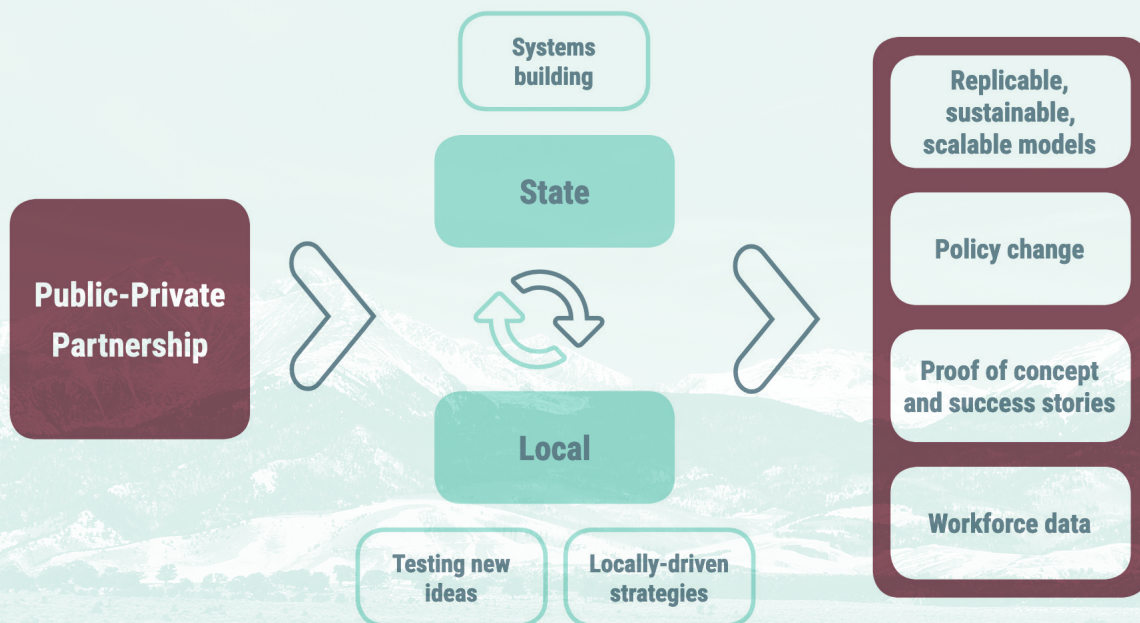 Public-Private
Partnership
Systems
building
State
Local
Testing new
ideas
Locally-driven
strategies
Replicable,
sustainable,
scalable models
Policy change
Proof of concept
and success stories
Workforce data